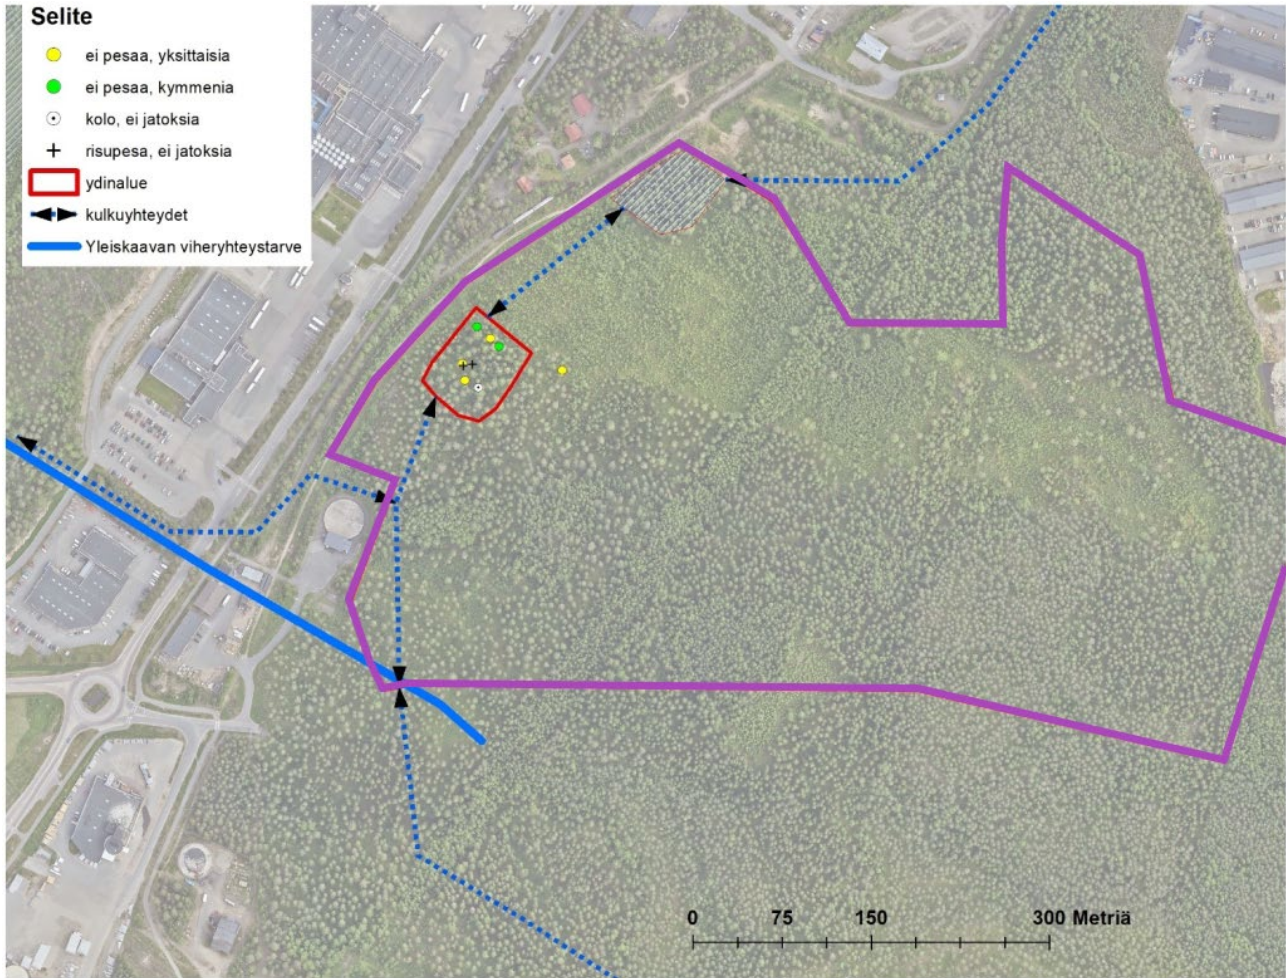 Selite
ei pesaa, yksittaisia
ei pesaa, kymmenia
kolo, ei jatoksia
risupesa, ei jatoksia
ydinalue
kulkuyhteydet
Yleiskaavan viheryhteystarve
0 75 150 300 Metriä